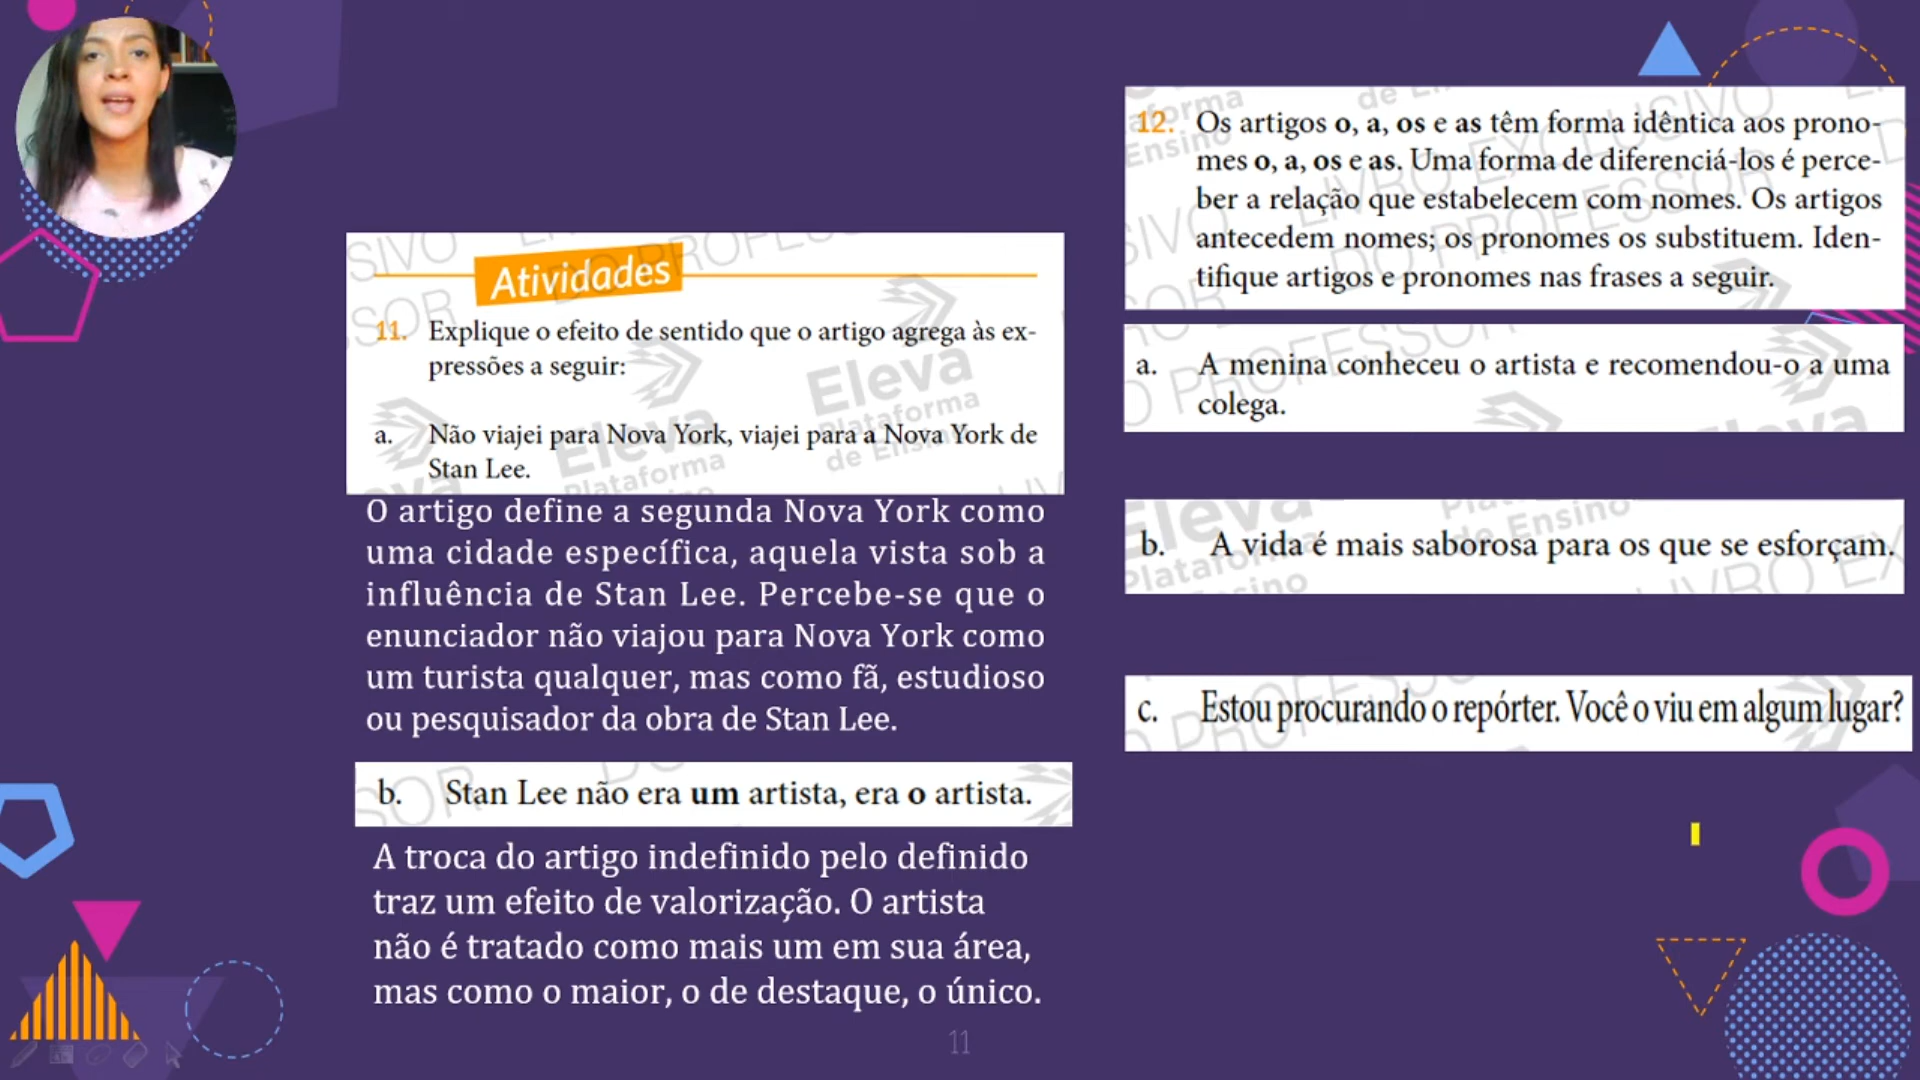 Atividades
11. Explique o efeito de sentido que o artigo agrega às ex-
pressões a seguir:
a. Não viajei para Nova York, viajei para a Nova York de
Stan Lee.
O artigo define a segunda Nova York como
uma cidade específica, aquela vista sob a
influência de Stan Lee. Percebe-se que o
enunciador não viajou para Nova York como
um turista qualquer, mas como fã, estudioso
ou pesquisador da obra de Stan Lee.
b. Stan Lee não era um artista, era o artista.
A troca do artigo indefinido pelo definido
traz um efeito de valorização. O artista
não é tratado como mais um em sua área,
mas como o maior, o de destaque, o único.
12. Os artigos o, a, os e as têm forma idêntica aos prono-
mes o, a, os e as. Uma forma de diferenciá-los é perce-
ber a relação que estabelecem com nomes. Os artigos
antecedem nomes; os pronomes os substituem. Iden-
tifique artigos e pronomes nas frases a seguir.
a. A menina conheceu o artista e recomendou-o a uma
colega.
b. A vida é mais saborosa para os que se esforçam.
c. Estou procurando o repórter. Você o viu em algum lugar?
11
Eleva
Plataforma
de Ensino
LIVRO EXCLUSIVO
DO PROFESSOR